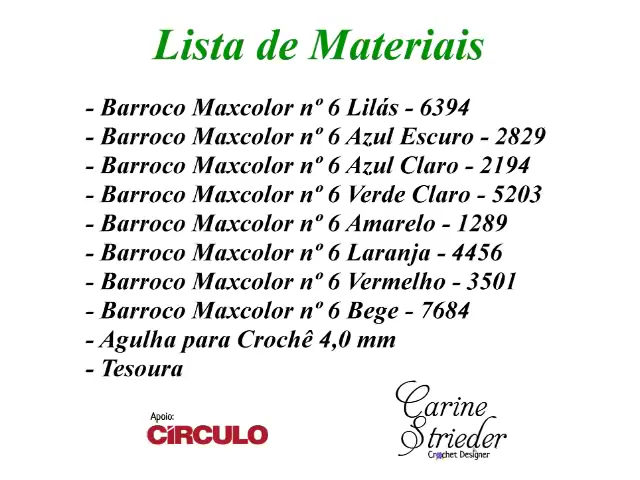 Lista de Materiais
- Barroco Maxcolor nº 6 Lilás - 6394
- Barroco Maxcolor nº 6 Azul Escuro - 2829
- Barroco Maxcolor nº 6 Azul Claro - 2194
- Barroco Maxcolor nº 6 Verde Claro - 5203
- Barroco Maxcolor nº 6 Amarelo - 1289
- Barroco Maxcolor nº 6 Laranja - 4456
- Barroco Maxcolor nº 6 Vermelho - 3501
- Barroco Maxcolor nº 6 Bege - 7684
- Agulha para Crochê 4,0 mm
- Tesoura
Apoio:
CÍRCULO
Carine
Strieder
Crochet Designer